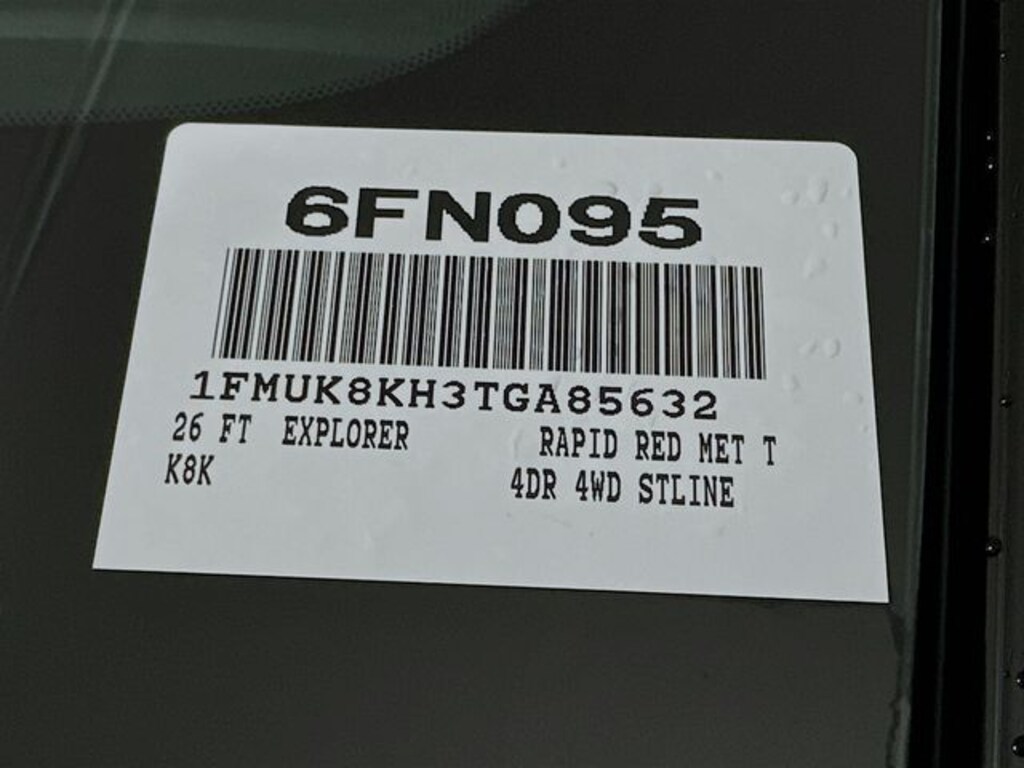 6FN095
1FMUK8KH3TGA85632
26 FT EXPLORER RAPID RED MET T
K8K 4DR 4WD STLINE